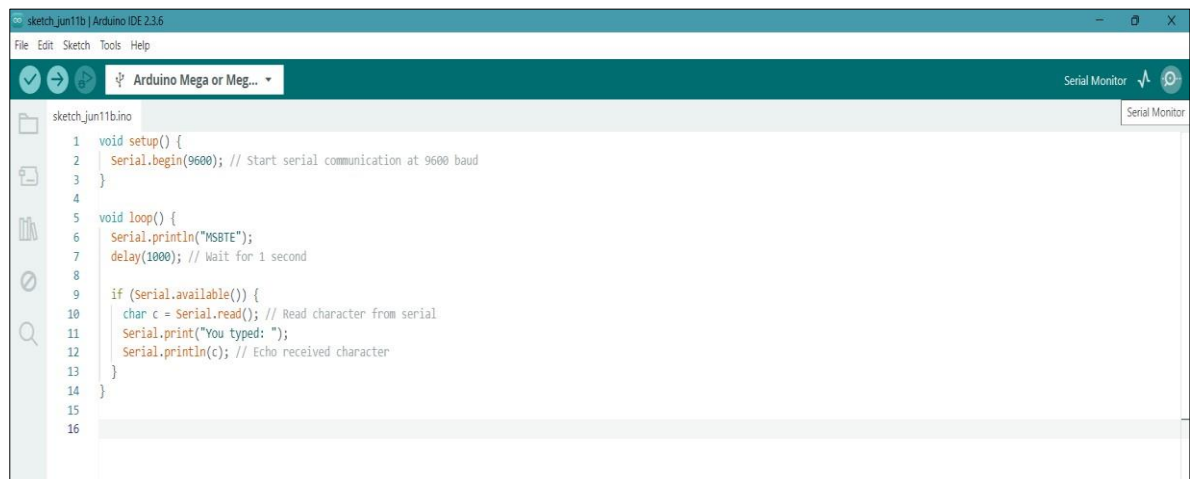 sketch_jun11b | Arduino IDE 2.3.6
File Edit Sketch Tools Help
Arduino Mega or Meg...
Serial Monitor
Serial Monitor
sketch_jun11b.ino
1 void setup() {
2 Serial.begin(9600); // Start serial communication at 9600 baud
3 }
4
5 void loop() {
6 Serial.println("MSBTE");
7 delay(1000); // Wait for 1 second
8
9 if (Serial.available()) {
10 char c = Serial.read(); // Read character from serial
11 Serial.print("You typed: ");
12 Serial.println(c); // Echo received character
13 }
14 }
15
16